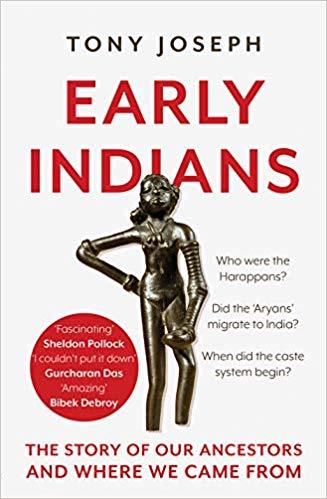 TONY JOSEPH
EARLY
INDIANS
Who were the
Harappans?
Did the 'Aryans'
migrate to India?
When did the caste
system begin?
'Fascinating'
Sheldon Pollock
'I couldn't put it down'
Gurcharan Das
'Amazing'
Bibek Debroy
THE STORY OF OUR ANCESTORS
AND WHERE WE CAME FROM